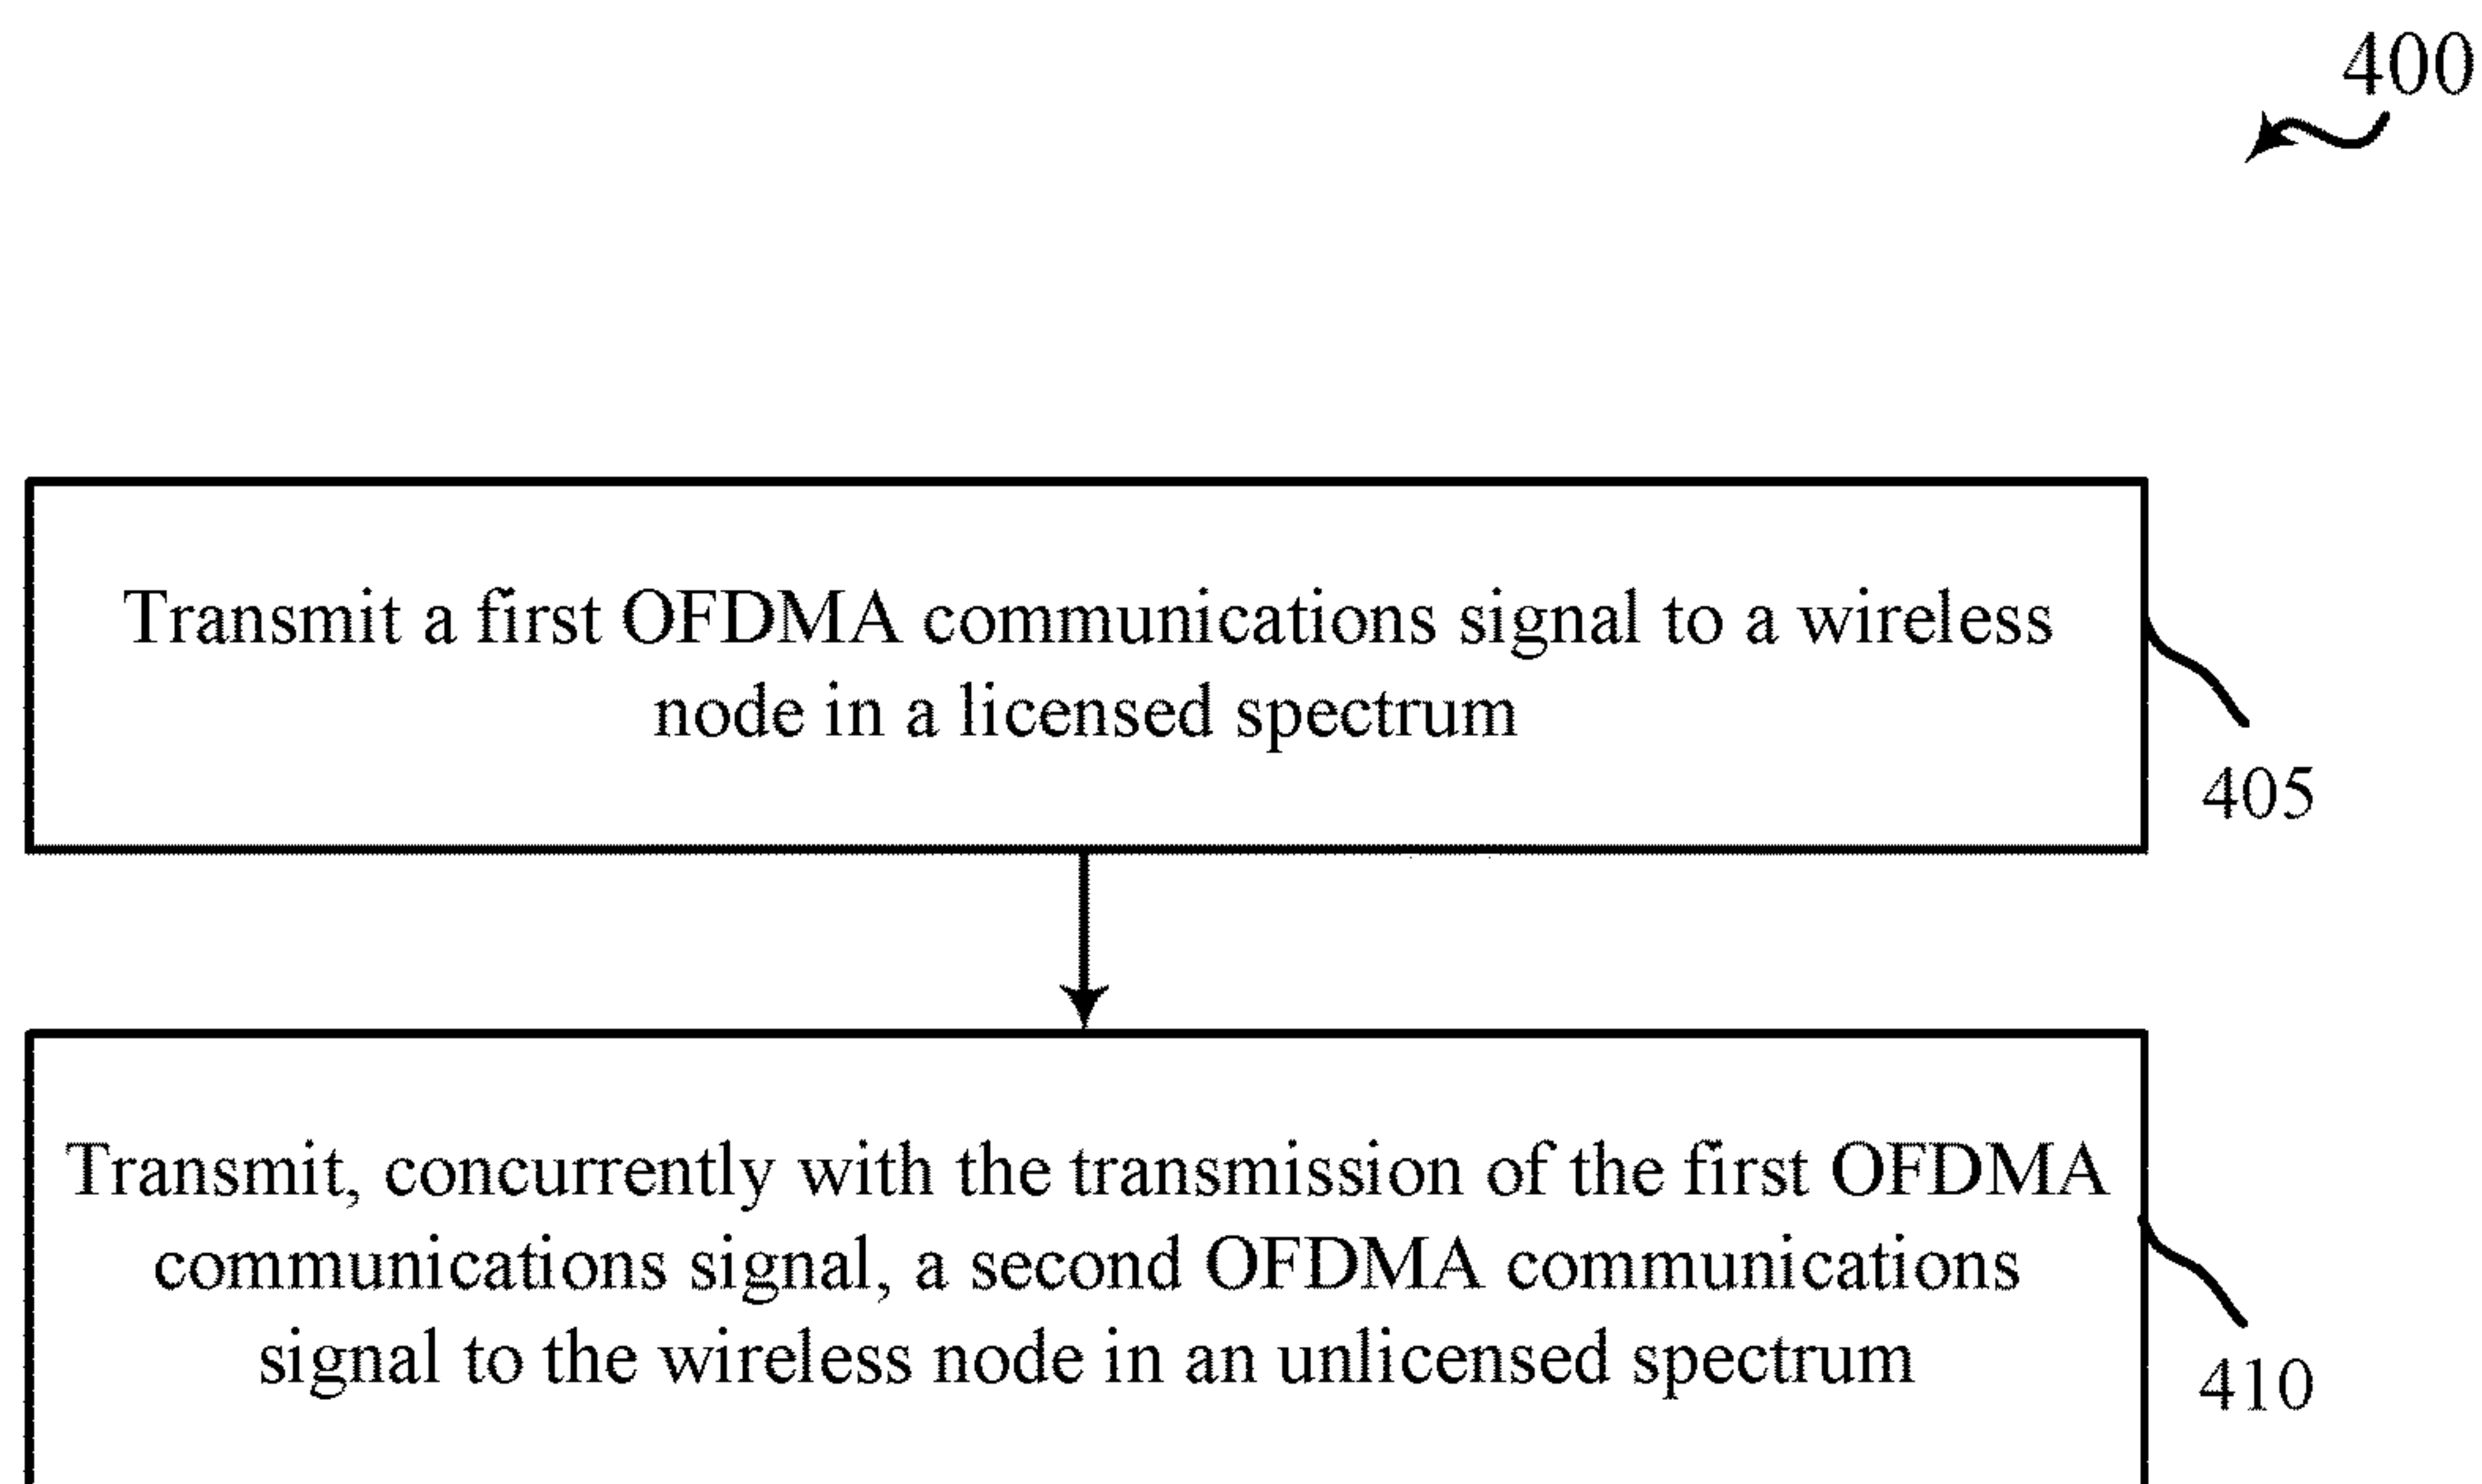 400
Transmit a first OFDMA communications signal to a wireless
node in a licensed spectrum
405
Transmit, concurrently with the transmission of the first OFDMA
communications signal, a second OFDMA communications
signal to the wireless node in an unlicensed spectrum
410